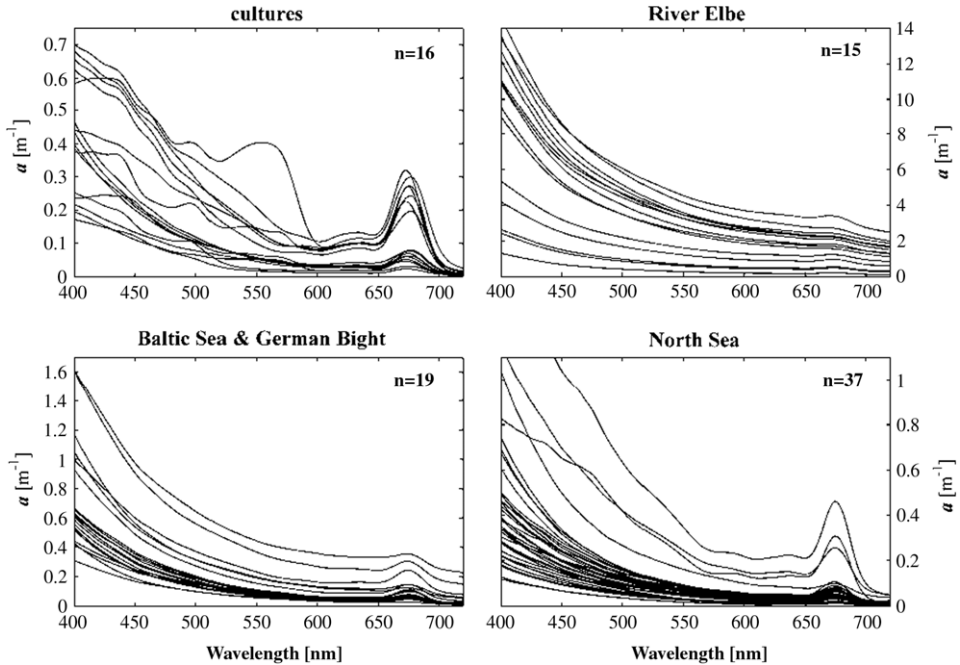 cultures
River Elbe
0.7
0.6
0.5
0.4
0.3
0.2
0.1
0
a [m⁻¹]
n=16
400 450 500 550 600 650 700
n=15
14
12
10
8
6
4
2
0
a [m⁻¹]
400 450 500 550 600 650 700
Baltic Sea & German Bight
North Sea
1.6
1.4
1.2
1
0.8
0.6
0.4
0.2
0
a [m⁻¹]
n=19
400 450 500 550 600 650 700
Wavelength [nm]
n=37
1
0.8
0.6
0.4
0.2
0
a [m⁻¹]
400 450 500 550 600 650 700
Wavelength [nm]